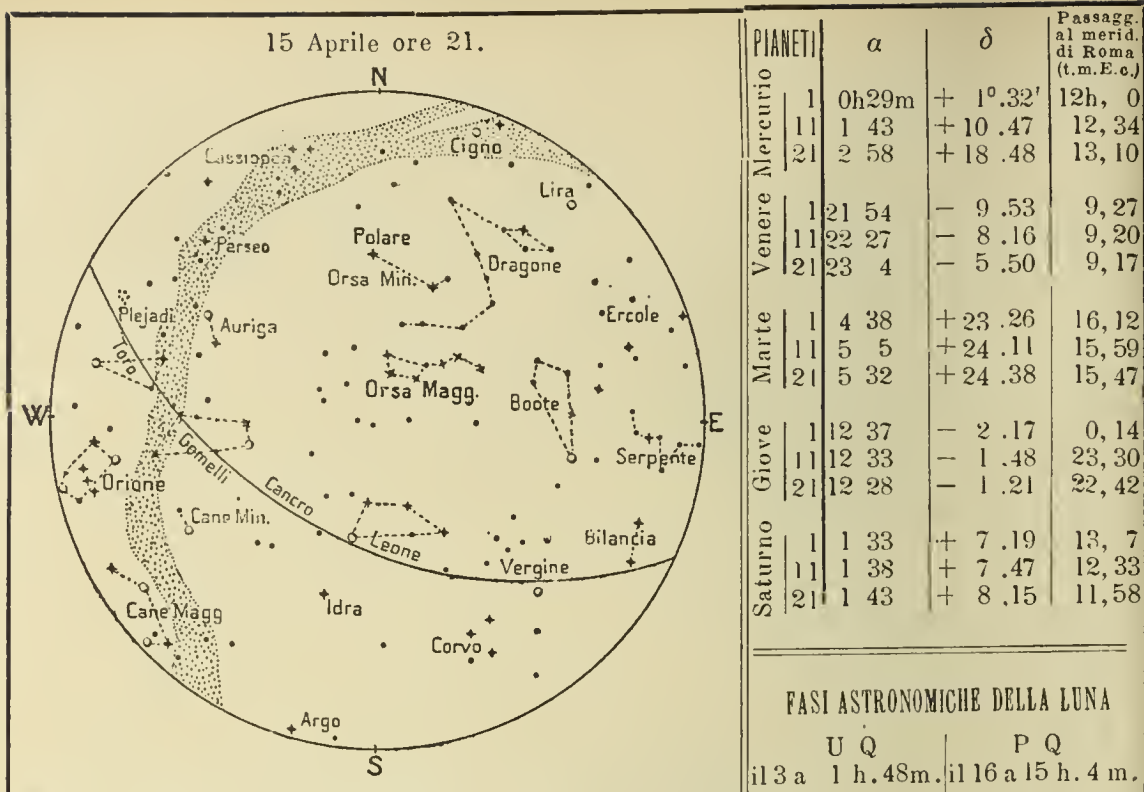 15 Aprile ore 21.
N
Cassiopea
Cigno
Lira
Perseo
Polare
Orsa Min.
Dragone
Plejadi
Auriga
Ercole
Toro
Orsa Magg.
Boote
W
E
Gemelli
Serpente
Orione
Cancro
Cane Min.
Leone
Bilancia
Vergine
Cane Magg
Idra
Corvo
Argo
S
PIANETI α δ Passagg. al merid. di Roma (t.m.E.c.)
Mercurio
1 0h29m + 1°.32' 12h, 0
11 1 43 +10 .47 12, 34
21 2 58 +18 .48 13, 10
Venere
1 21 54 - 9 .53 9, 27
11 22 27 - 8 .16 9, 20
21 23 4 - 5 .50 9, 17
Marte
1 4 38 +23 .26 16, 12
11 5 5 +24 .11 15, 59
21 5 32 +24 .38 15, 47
Giove
1 12 37 - 2 .17 0, 14
11 12 33 - 1 .48 23, 30
21 12 28 - 1 .21 22, 42
Saturno
1 1 33 + 7 .19 13, 7
11 1 38 + 7 .47 12, 33
21 1 43 + 8 .15 11, 58
FASI ASTRONOMICHE DELLA LUNA
U Q P Q
il 3 a 1 h. 48m. il 16 a 15 h. 4 m.